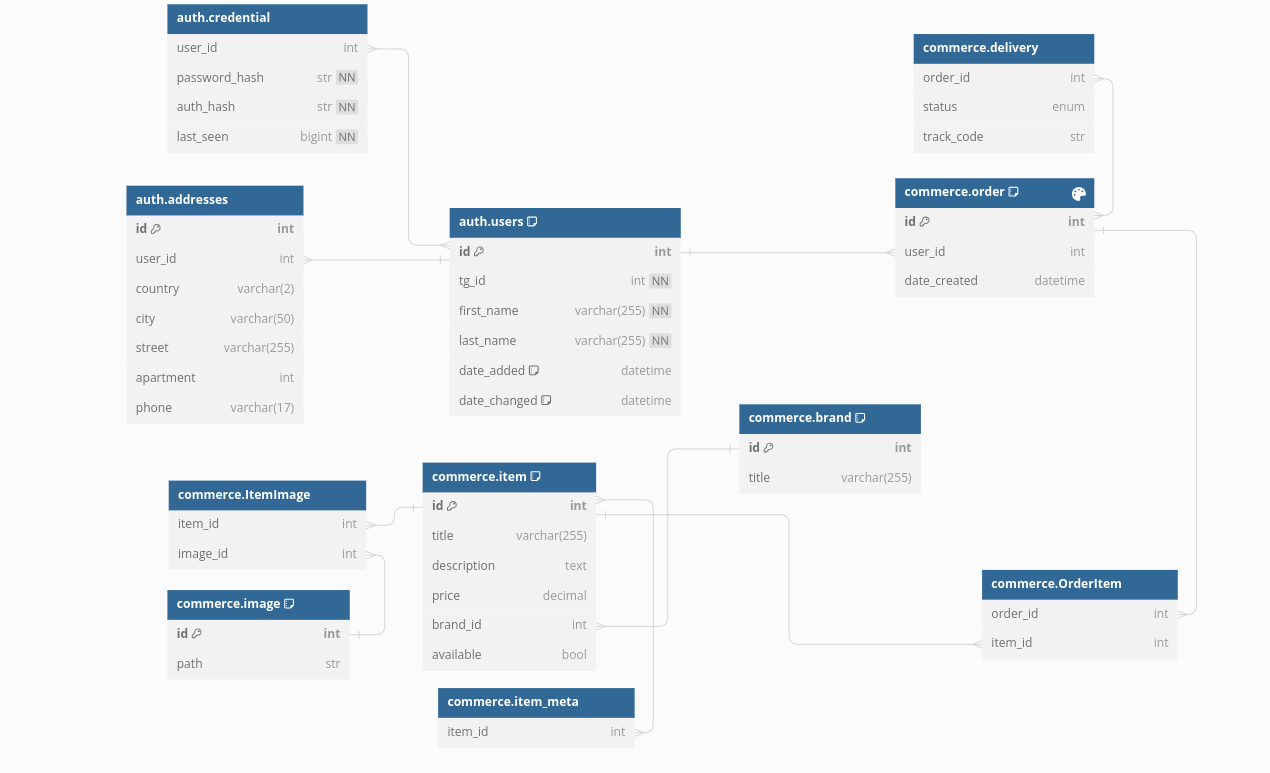 auth.credential
user_id int
password_hash str NN
auth_hash str NN
last_seen bigint NN
commerce.delivery
order_id int
status enum
track_code str
auth.addresses
id int
user_id int
country varchar(2)
city varchar(50)
street varchar(255)
apartment int
phone varchar(17)
auth.users
id int
tg_id int NN
first_name varchar(255) NN
last_name varchar(255) NN
date_added datetime
date_changed datetime
commerce.order
id int
user_id int
date_created datetime
commerce.brand
id int
title varchar(255)
commerce.ItemImage
item_id int
image_id int
commerce.item
id int
title varchar(255)
description text
price decimal
brand_id int
available bool
commerce.image
id int
path str
commerce.OrderItem
order_id int
item_id int
commerce.item_meta
item_id int